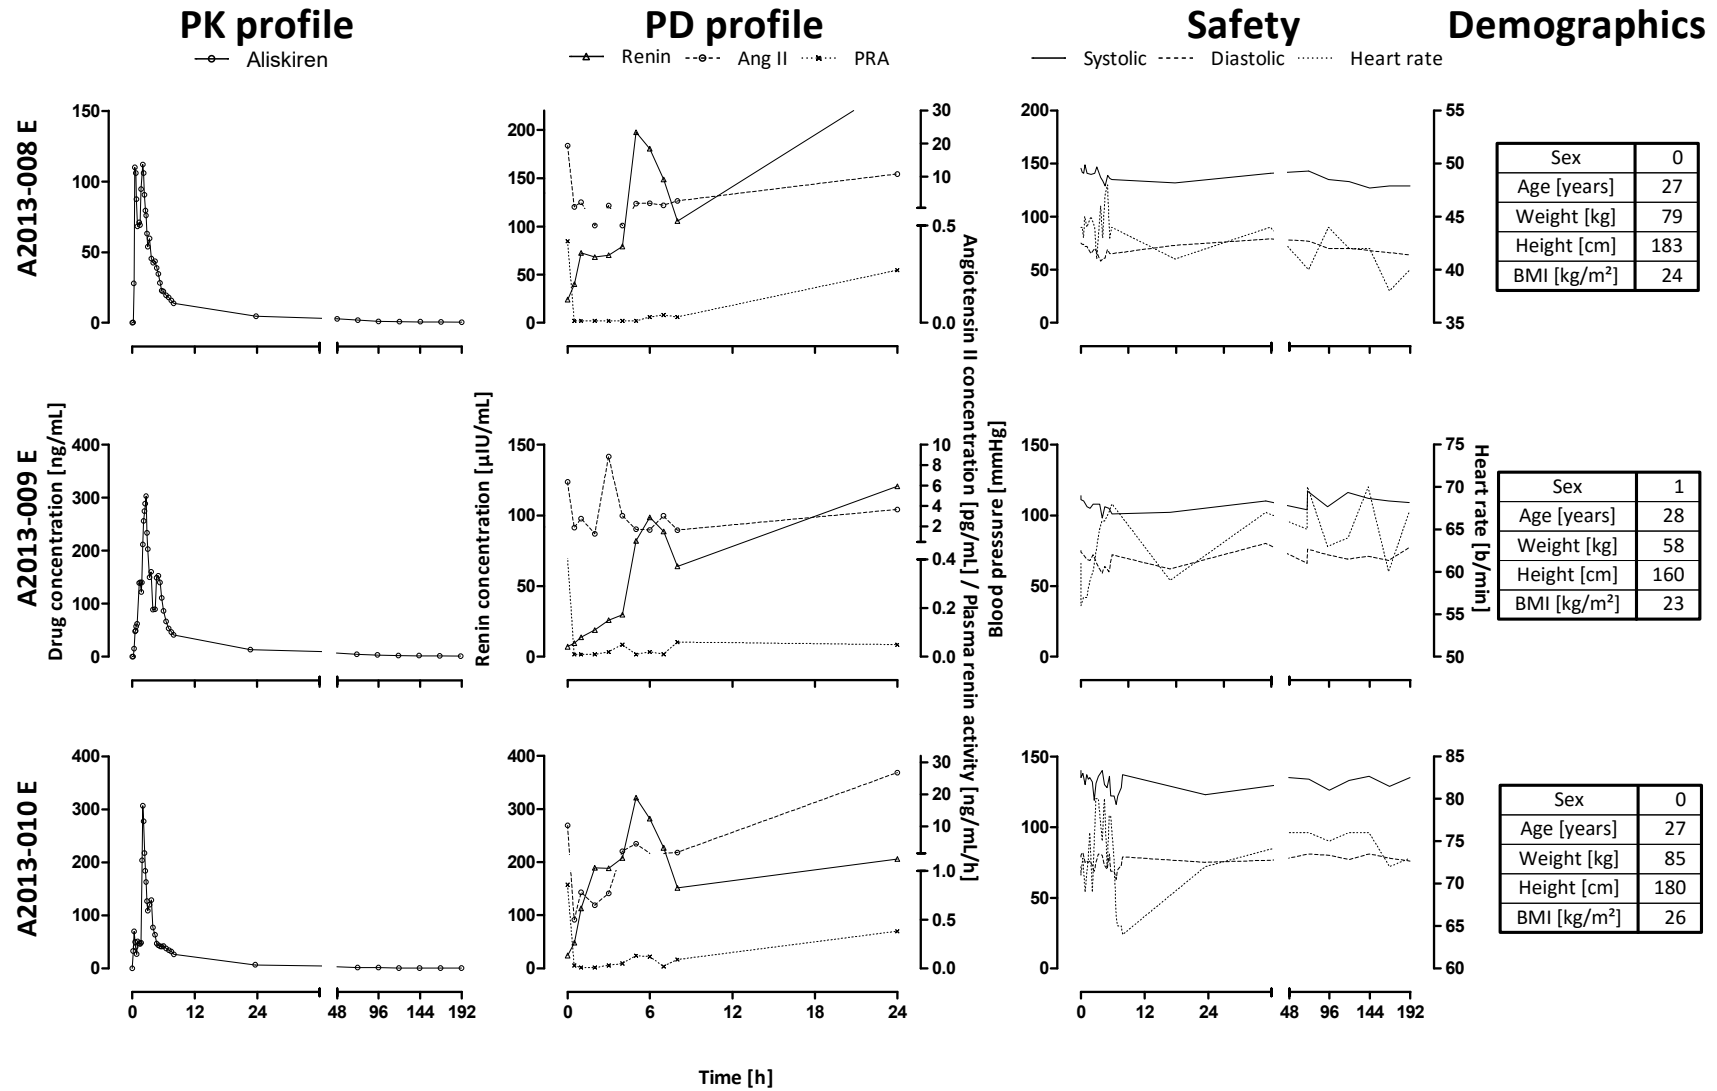 PK profile PD profile Safety Demographics
Aliskiren Renin Ang II PRA Systolic Diastolic Heart rate
A2013-008 E
150
100
50
0
200
150
100
50
0
30
20
10
0.5
0.0
200
150
100
50
0
55
50
45
40
35
Sex 0
Age [years] 27
Weight [kg] 79
Height [cm] 183
BMI [kg/m²] 24
Drug concentration [ng/mL]
Renin concentration [µIU/mL]
Angiotensin II concentration [pg/mL] / Plasma renin activity [ng/mL/h]
Blood pressure [mmHg]
Heart rate [b/min]
A2013-009 E
400
300
200
100
0
150
100
50
0
10
8
6
4
2
0.4
0.2
0.0
150
100
50
0
75
70
65
60
55
50
Sex 1
Age [years] 28
Weight [kg] 58
Height [cm] 160
BMI [kg/m²] 23
A2013-010 E
400
300
200
100
0
400
300
200
100
0
30
20
10
1.0
0.5
0.0
150
100
50
0
85
80
75
70
65
60
Sex 0
Age [years] 27
Weight [kg] 85
Height [cm] 180
BMI [kg/m²] 26
0 12 24 48 96 144 192
0 6 12 18 24
0 12 24 48 96 144 192
Time [h]